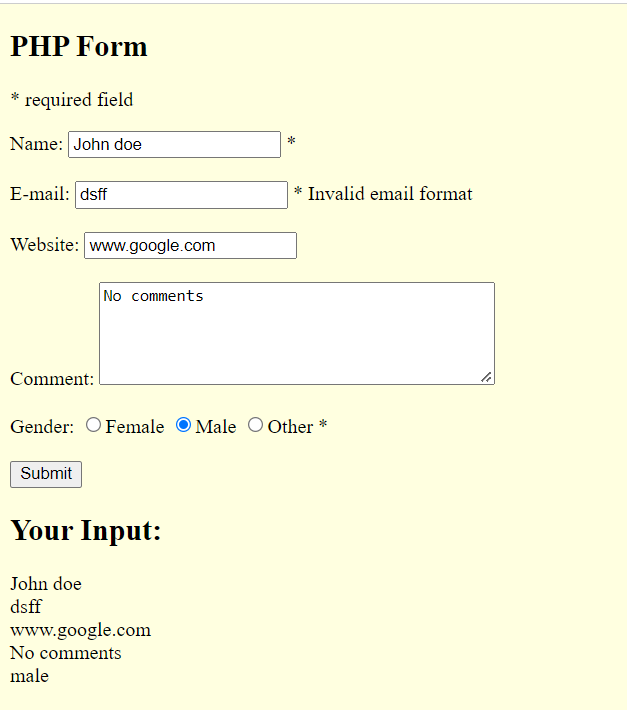 PHP Form
* required field
Name: John doe *
E-mail: dsff * Invalid email format
Website: www.google.com
No comments
Comment:
Gender: Female Male Other *
Submit
Your Input:
John doe
dsff
www.google.com
No comments
male